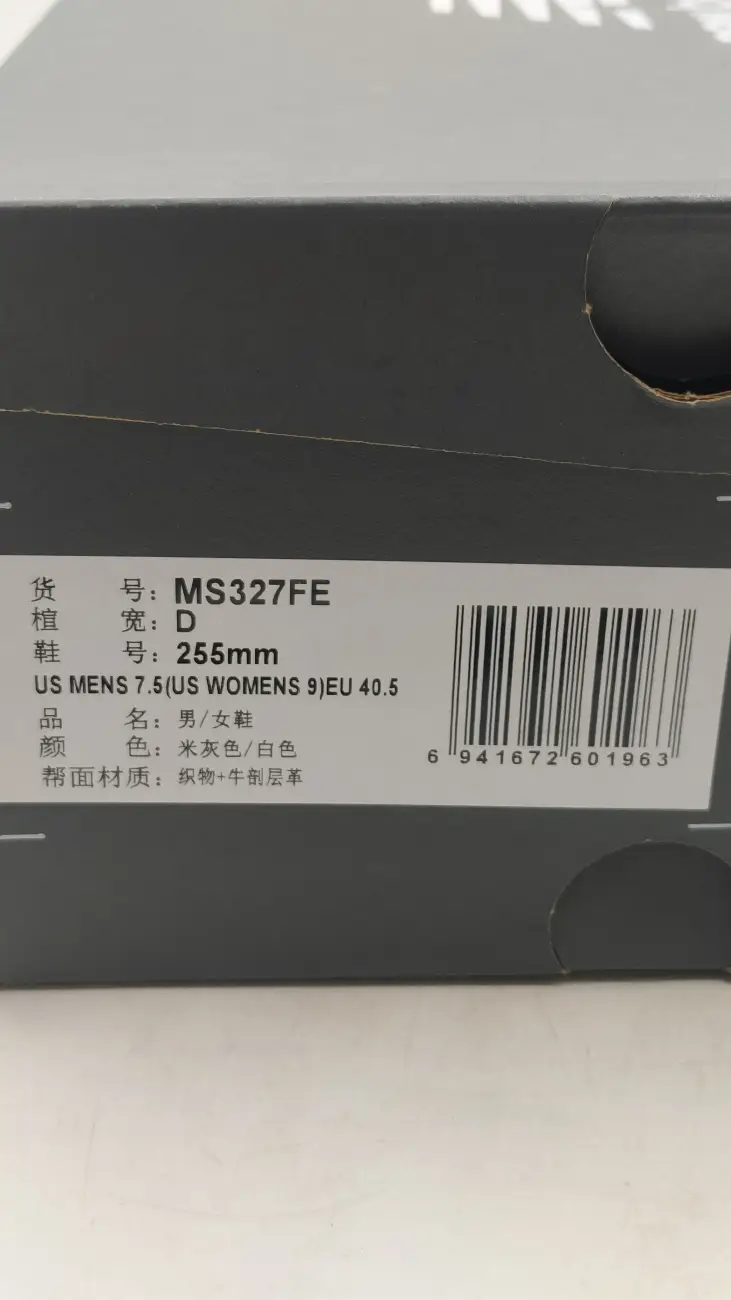 货 号：MS327FE
楦 宽：D
鞋 号：255mm
US MENS 7.5(US WOMENS 9)EU 40.5
品 名：男/女鞋
颜 色：米灰色/白色
帮面材质：织物+牛剖层革
6 941672 601963